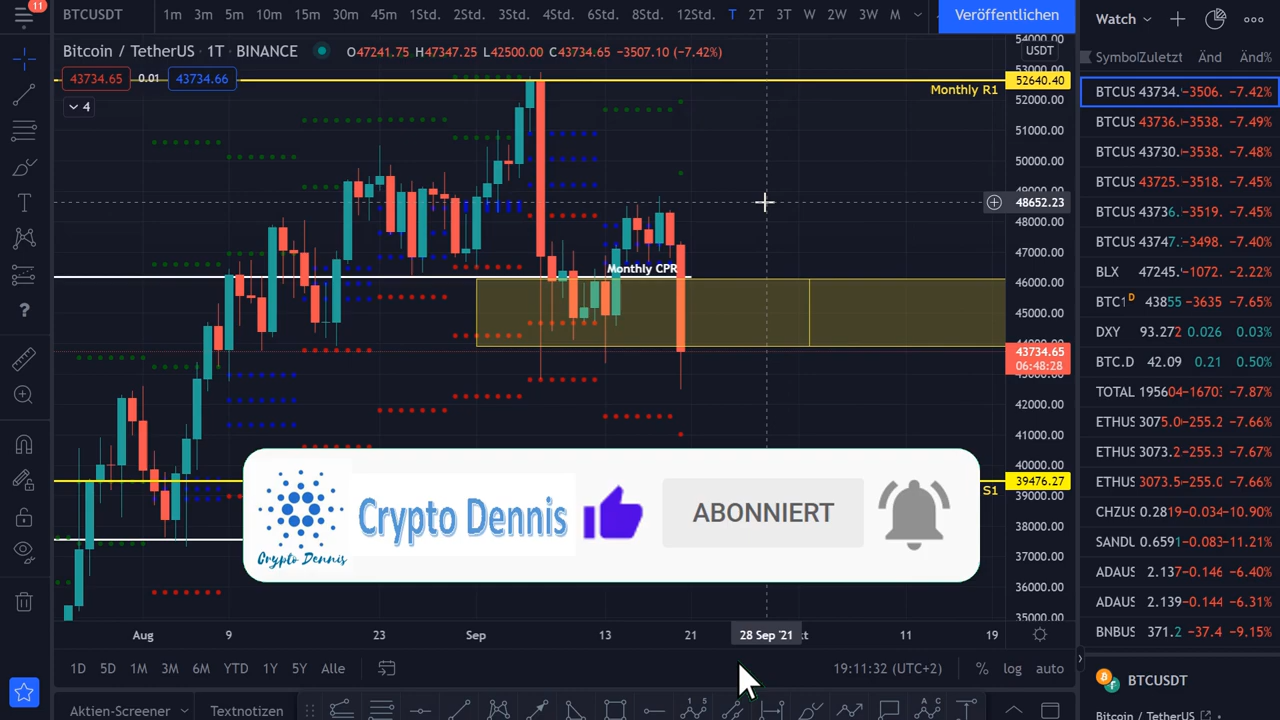 11
BTCUSDT
1m 3m 5m 10m 15m 30m 45m 1Std. 2Std. 3Std. 4Std. 6Std. 8Std. 12Std. T 2T 3T W 2W 3W M
Veröffentlichen
Watch
Bitcoin / TetherUS · 1T · BINANCE O47241.75 H47347.25 L42500.00 C43734.65 −3507.10 (−7.42%)
43734.65 0.01 43734.66
4
USDT
54000.00
53000.00
52640.40
Monthly R1
52000.00
51000.00
50000.00
49000.00
48652.23
48000.00
47000.00
Monthly CPR
46000.00
45000.00
44000.00
43734.65
06:48:28
43000.00
42000.00
41000.00
40000.00
39476.27
S1
39000.00
38000.00
37000.00
36000.00
35000.00
Crypto Dennis
Crypto Dennis
ABONNIERT
Aug 9 23 Sep 13 21 28 Sep '21 kt 11 19
1D 5D 1M 3M 6M YTD 1Y 5Y Alle
19:11:32 (UTC+2) % log auto
Aktien-Screener Textnotizen
Symbol Zuletzt Änd Änd%
BTCUS 43734. −3506. −7.42%
BTCUS 43736. −3538. −7.49%
BTCUS 43730. −3538. −7.48%
BTCUS 43725. −3518. −7.45%
BTCUS 43736. −3519. −7.45%
BTCUS 43747. −3498. −7.40%
BLX 47245. −1072. −2.22%
BTC1 D 43855 −3635 −7.65%
DXY 93.272 0.026 0.03%
BTC.D 42.09 0.21 0.50%
TOTAL 195604 −16703 −7.87%
ETHUS 3075.0 −255.2 −7.66%
ETHUS 3073.2 −255.3 −7.67%
ETHUS 3073.5 −255. −7.66%
CHZUS 0.2819 −0.034 −10.90%
SANDL 0.6591 −0.083 −11.21%
ADAUS 2.137 −0.146 −6.40%
ADAUS 2.139 −0.144 −6.31%
BNBUS 371.2 −37.4 −9.15%
BTCUSDT
Bitcoin / TetherUS